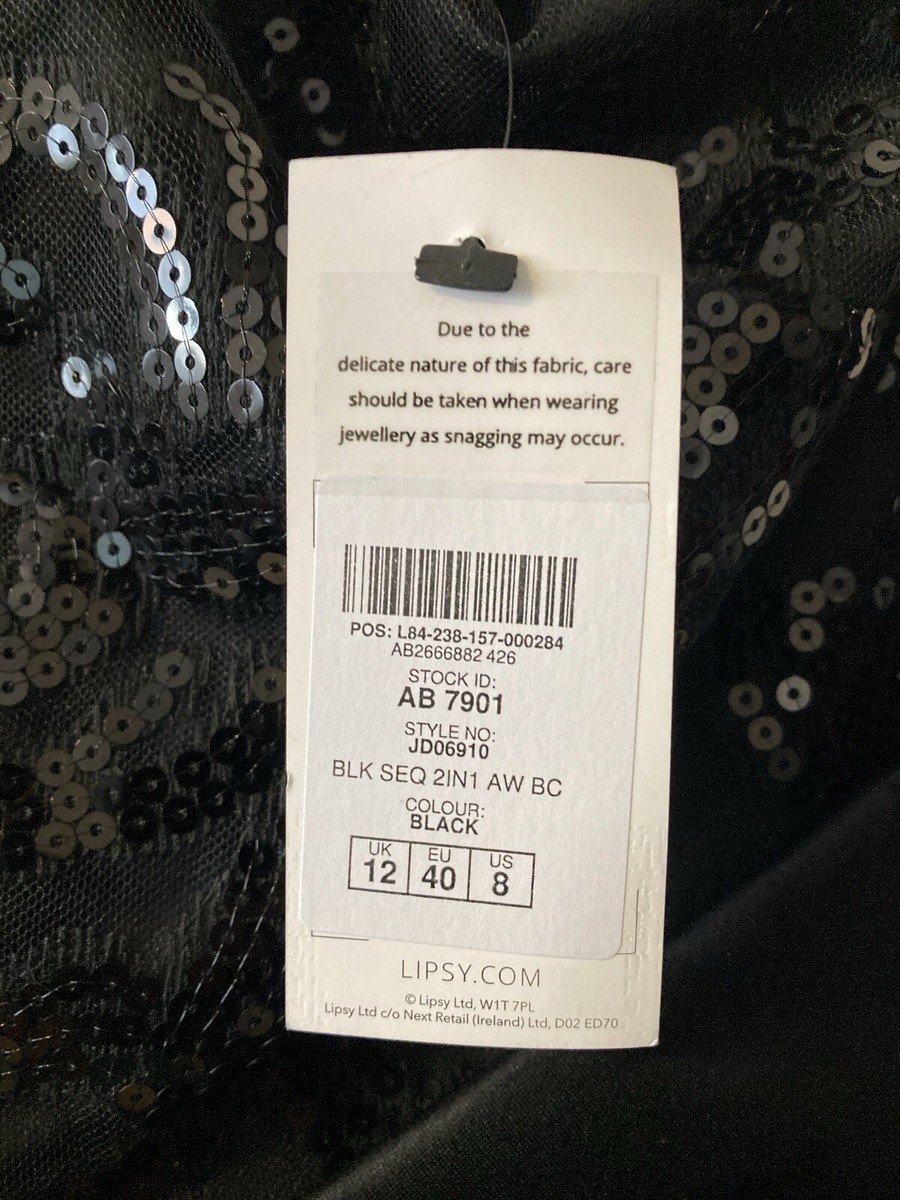 Due to the
delicate nature of this fabric, care
should be taken when wearing
jewellery as snagging may occur.
POS: L84-238-157-000284
AB2666882 426
STOCK ID:
AB 7901
STYLE NO:
JD06910
BLK SEQ 2IN1 AW BC
COLOUR:
BLACK
UK EU US
12 40 8
LIPSY.COM
© Lipsy Ltd, W1T 7PL
Lipsy Ltd c/o Next Retail (Ireland) Ltd, D02 ED70